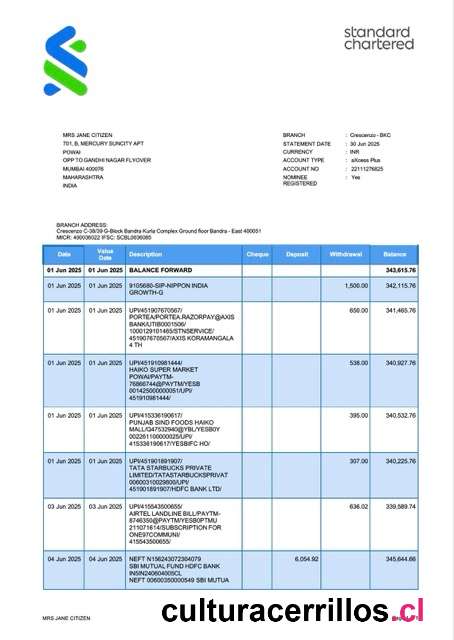 standard
chartered
MRS JANE CITIZEN
701, B, MERCURY SUNCITY APT
POWAI
OPP TO GANDHI NAGAR FLYOVER
MUMBAI 400076
MAHARASHTRA
INDIA
BRANCH : Crescenzo - BKC
STATEMENT DATE : 30 Jun 2025
CURRENCY : INR
ACCOUNT TYPE : aXcess Plus
ACCOUNT NO : 22111276825
NOMINEE : Yes
REGISTERED
BRANCH ADDRESS:
Crescenzo C-38/39 G-Block Bandra Kurla Complex Ground floor Bandra - East 400051
MICR: 400036022 IFSC: SCBL0036085
Date Value Date Description Cheque Deposit Withdrawal Balance
01 Jun 2025 01 Jun 2025 BALANCE FORWARD 343,615.76
01 Jun 2025 01 Jun 2025 9105680-SIP-NIPPON INDIA 1,500.00 342,115.76
GROWTH-G
01 Jun 2025 01 Jun 2025 UPI/451907670567/ 650.00 341,465.76
PORTEA/PORTEA.RAZORPAY@AXIS
BANK/UTIB0001506/
1000129101465/STNSERVICE/
451907670567/AXIS KORAMANGALA
4 TH
01 Jun 2025 01 Jun 2025 UPI/451910981444/ 538.00 340,927.76
HAIKO SUPER MARKET
POWAI/PAYTM-
76866744@PAYTM/YESB
001425000000051/UPI/
451910981444/
01 Jun 2025 01 Jun 2025 UPI/415336190617/ 395.00 340,532.76
PUNJAB SIND FOODS HAIKO
MALL/Q47532940@YBL/YESB0Y
002261100000025/UPI/
415336190617/YESBIFC HO/
01 Jun 2025 01 Jun 2025 UPI/451901891907/ 307.00 340,225.76
TATA STARBUCKS PRIVATE
LIMITED/TATASTARBUCKSPRIVAT
00600310029800/UPI/
451901891907/HDFC BANK LTD/
03 Jun 2025 03 Jun 2025 UPI/415543500655/ 636.02 339,589.74
AIRTEL LANDLINE BILL/PAYTM-
8746350@PAYTM/YESB0PTMU
211071614/SUBSCRIPTION FOR
ONE97COMMUNI/
415543500655/
04 Jun 2025 04 Jun 2025 NEFT N156243072364079 6,054.92 345,644.66
SBI MUTUAL FUND HDFC BANK
IN5IN240604005CL
NEFT 00600350000549 SBI MUTUA
MRS JANE CITIZEN
culturacerrillos.cl